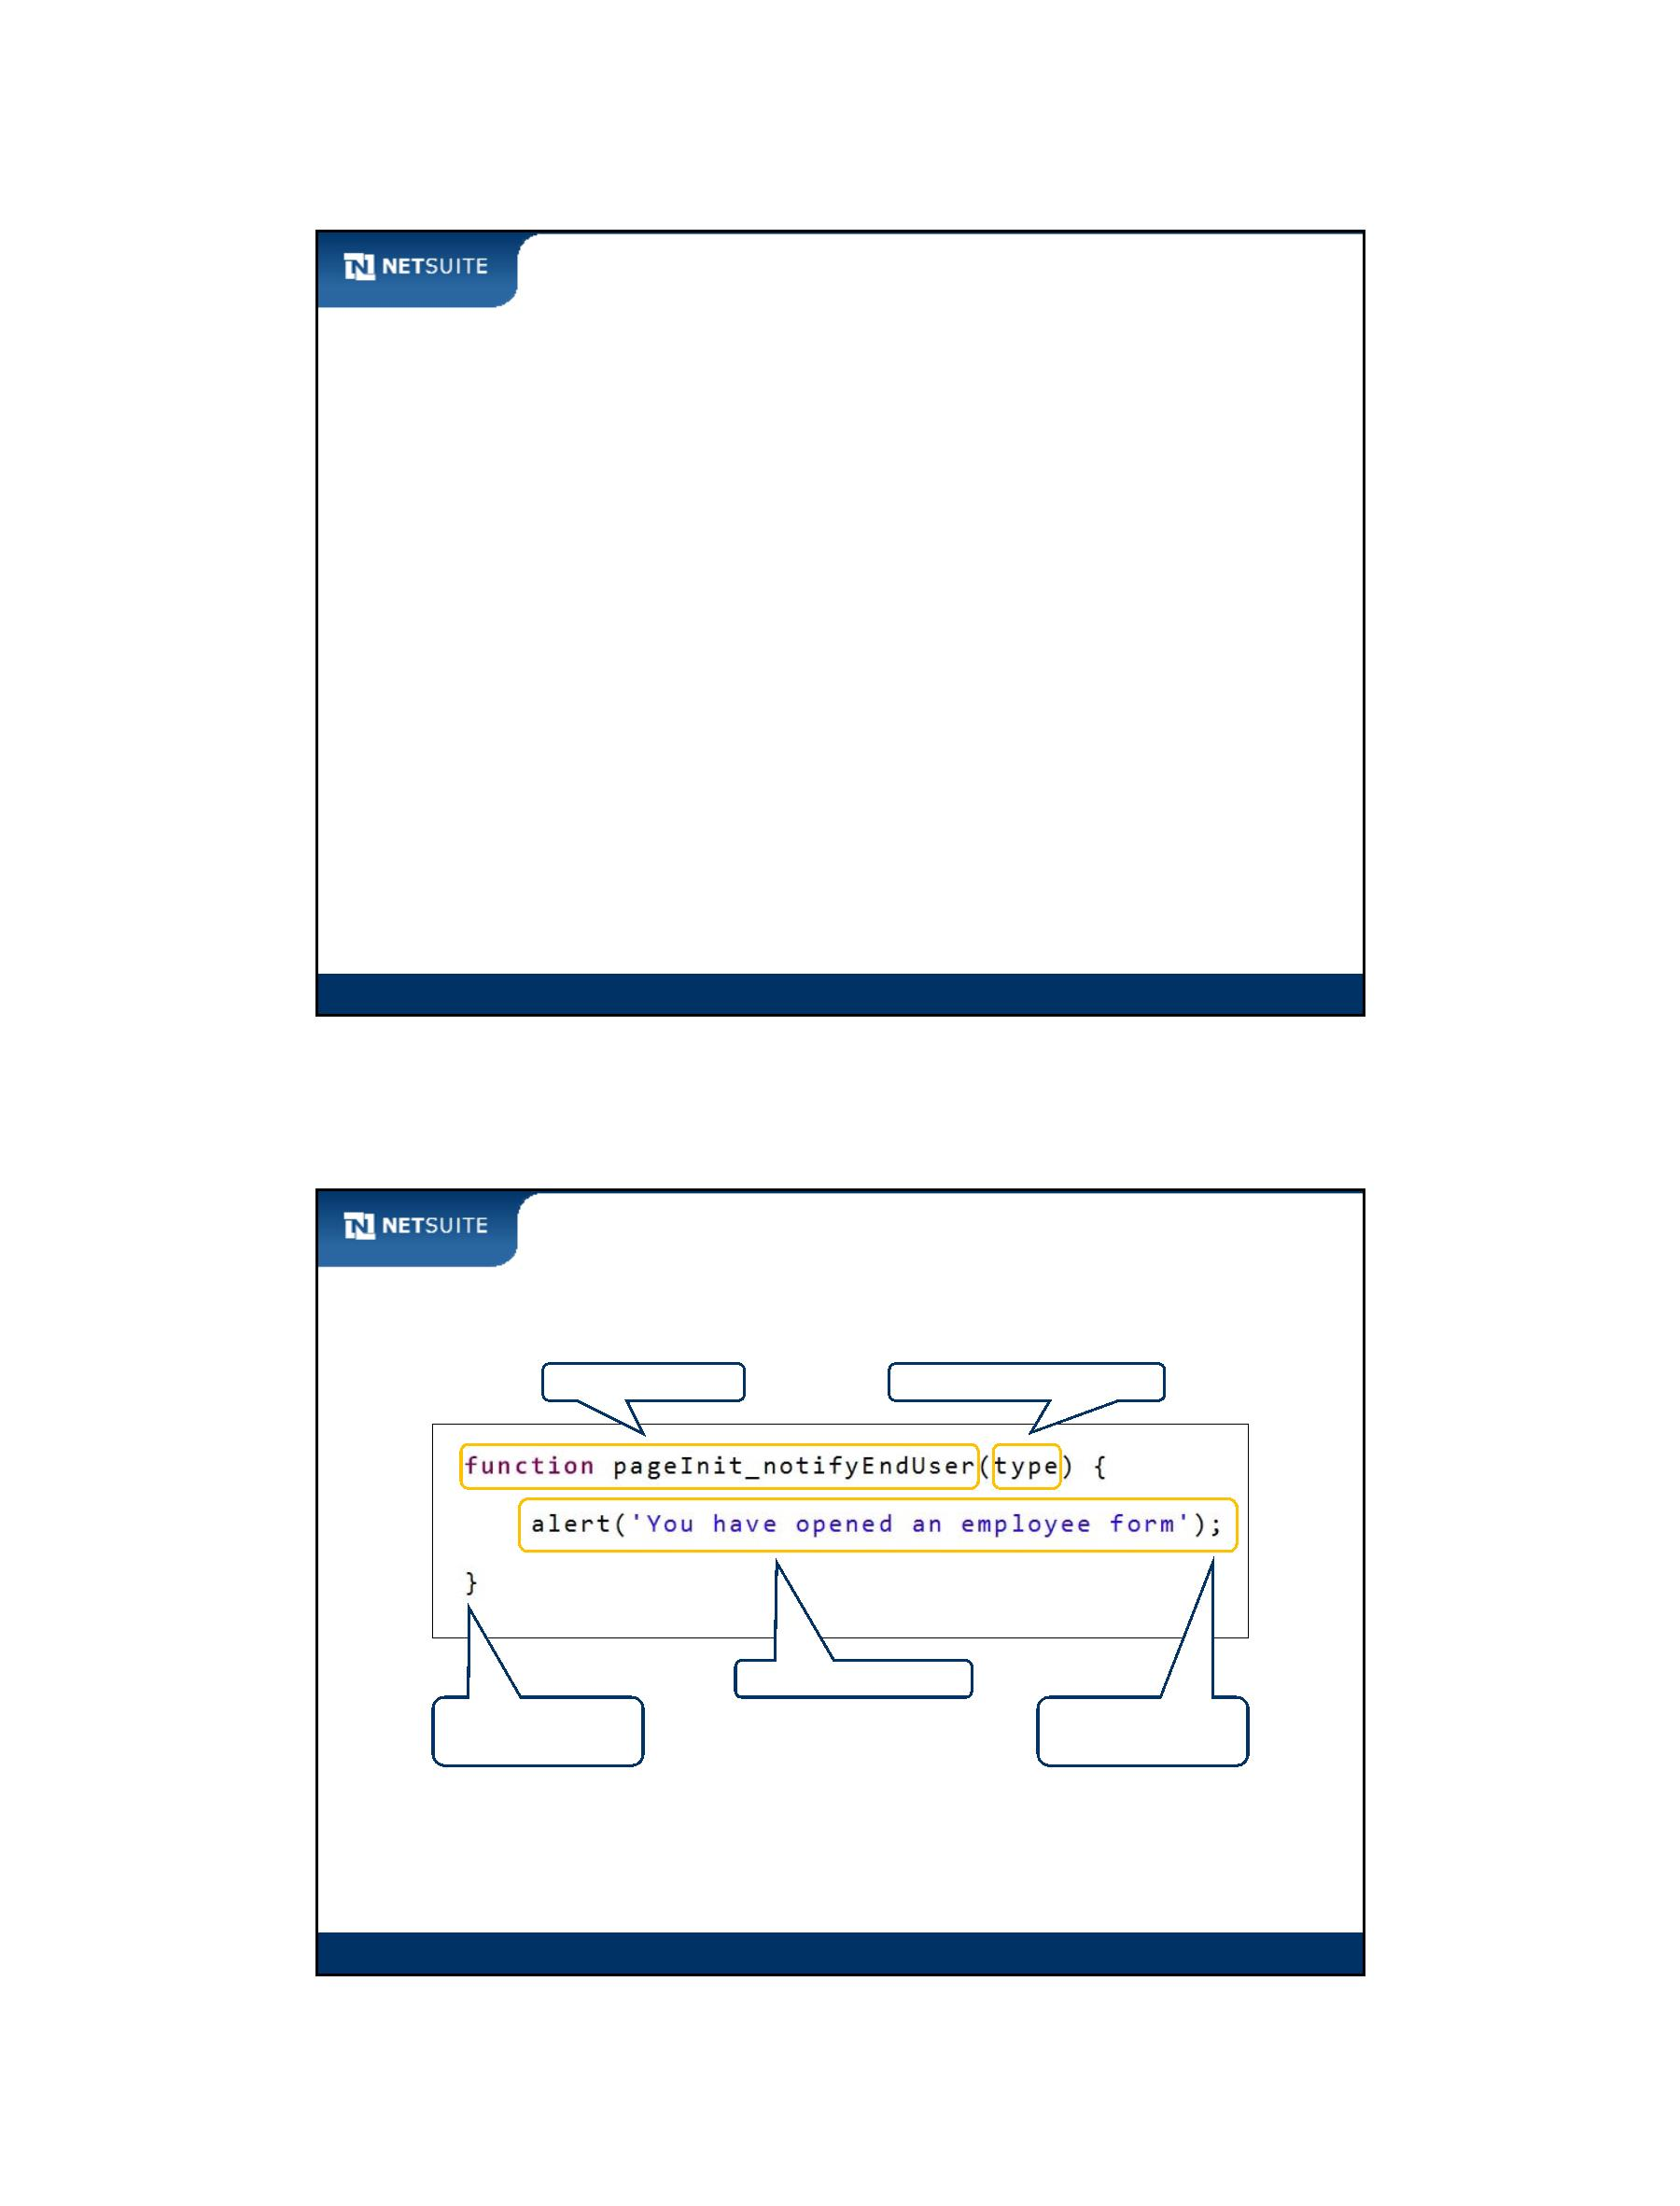 NETSUITE
NETSUITE
function pageInit_notifyEndUser(type) {
alert('You have opened an employee form');
}